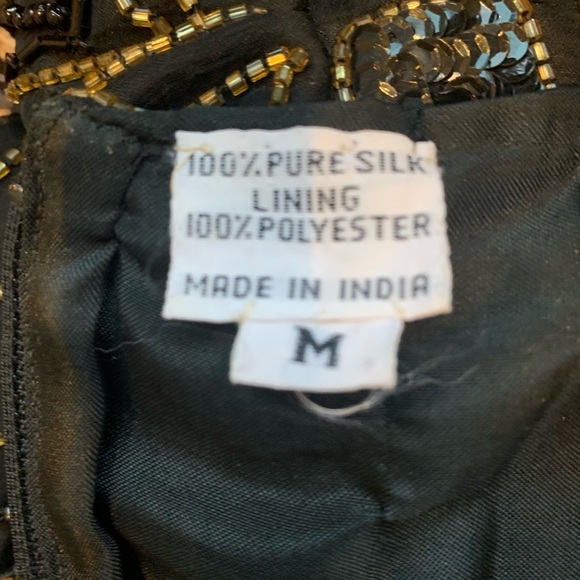 100% PURE SILK
LINING
100% POLYESTER
MADE IN INDIA
M